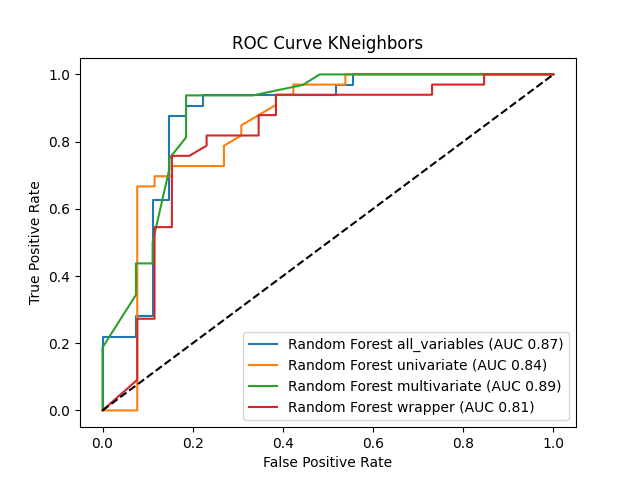 ROC Curve KNeighbors
True Positive Rate
1.0
0.8
0.6
0.4
0.2
0.0
Random Forest all_variables (AUC 0.87)
Random Forest univariate (AUC 0.84)
Random Forest multivariate (AUC 0.89)
Random Forest wrapper (AUC 0.81)
0.0 0.2 0.4 0.6 0.8 1.0
False Positive Rate